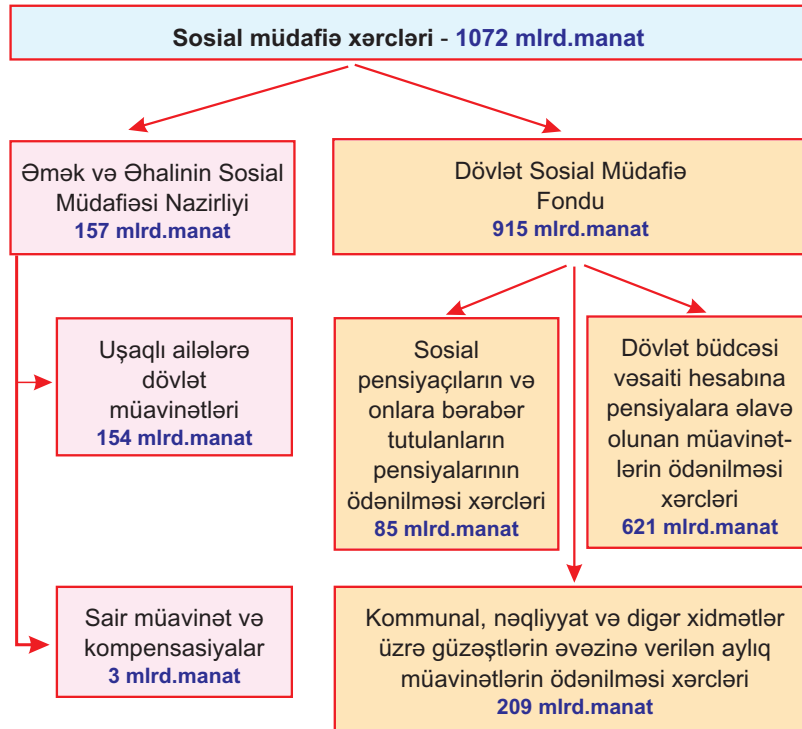 Sosial müdafiə xərcləri - 1072 mlrd.manat
Əmək və Əhalinin Sosial
Müdafiəsi Nazirliyi
157 mlrd.manat
Dövlət Sosial Müdafiə
Fondu
915 mlrd.manat
Uşaqlı ailələrə
dövlət
müavinətləri
154 mlrd.manat
Sosial
pensiyaçıların və
onlara bərabər
tutulanların
pensiyalarının
ödənilməsi xərcləri
85 mlrd.manat
Dövlət büdcəsi
vəsaiti hesabına
pensiyalara əlavə
olunan müavinət-
lərin ödənilməsi
xərcləri
621 mlrd.manat
Sair müavinət və
kompensasiyalar
3 mlrd.manat
Kommunal, nəqliyyat və digər xidmətlər
üzrə güzəştlərin əvəzinə verilən aylıq
müavinətlərin ödənilməsi xərcləri
209 mlrd.manat